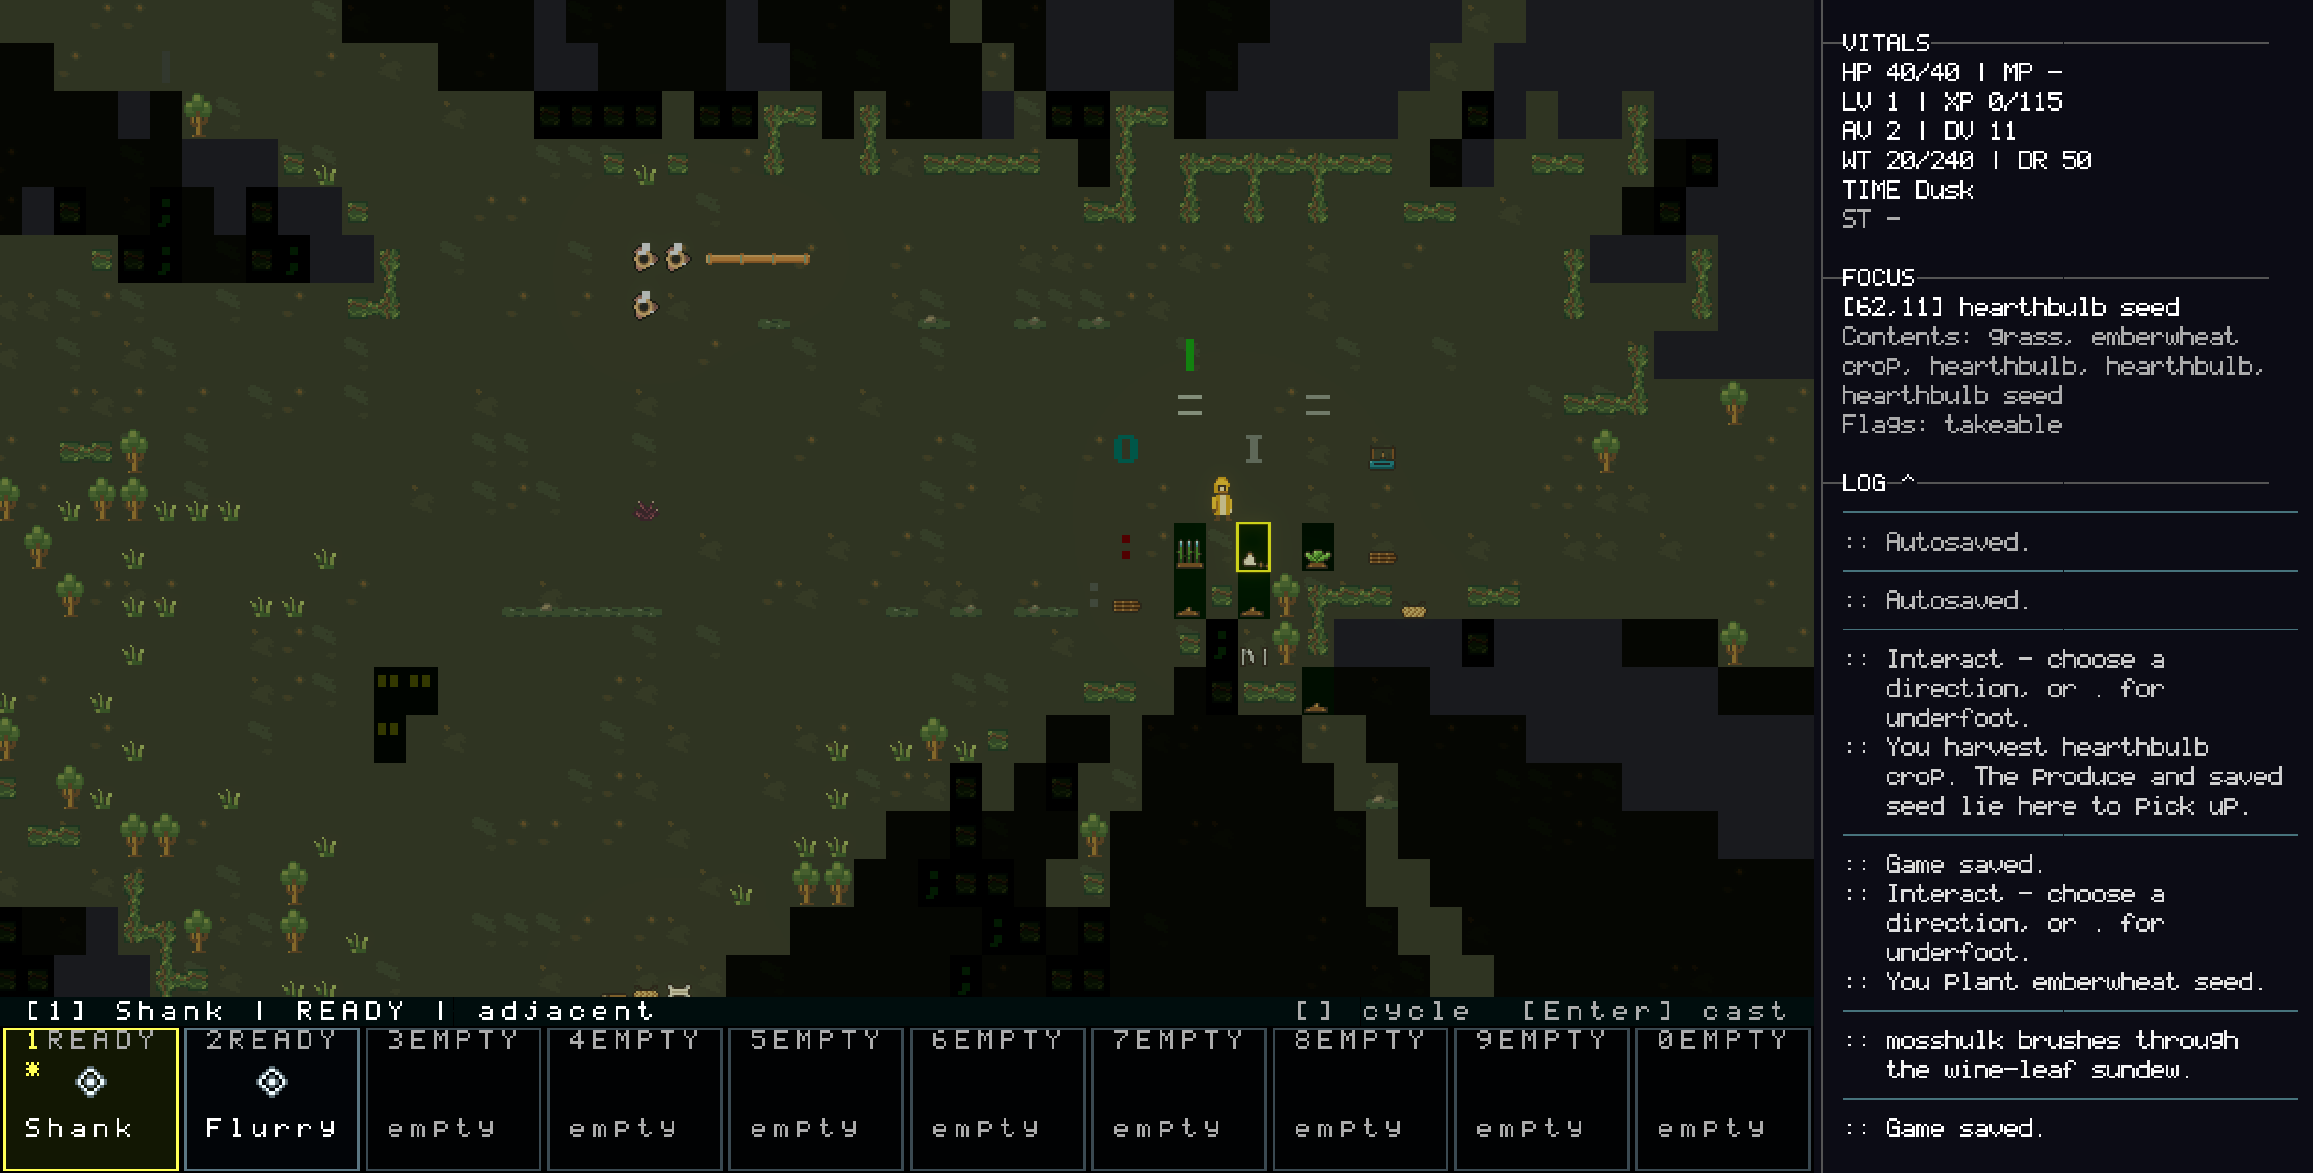 VITALS
HP 40/40 | MP -
LV 1 | XP 0/115
AV 2 | DV 11
WT 20/240 | DR 50
TIME Dusk
ST -
FOCUS
[62,11] hearthbulb seed
Contents: grass, emberwheat
crop, hearthbulb, hearthbulb,
hearthbulb seed
Flags: takeable
LOG ^
:: Autosaved.
:: Autosaved.
:: Interact - choose a
direction, or . for
underfoot.
:: You harvest hearthbulb
crop. The produce and saved
seed lie here to pick up.
:: Game saved.
:: Interact - choose a
direction, or . for
underfoot.
:: You plant emberwheat seed.
:: mosshulk brushes through
the wine-leaf sundew.
:: Game saved.
[1] Shank | READY | adjacent [] cycle [Enter] cast
1READY 2READY 3EMPTY 4EMPTY 5EMPTY 6EMPTY 7EMPTY 8EMPTY 9EMPTY 0EMPTY
Shank Flurry empty empty empty empty empty empty empty empty